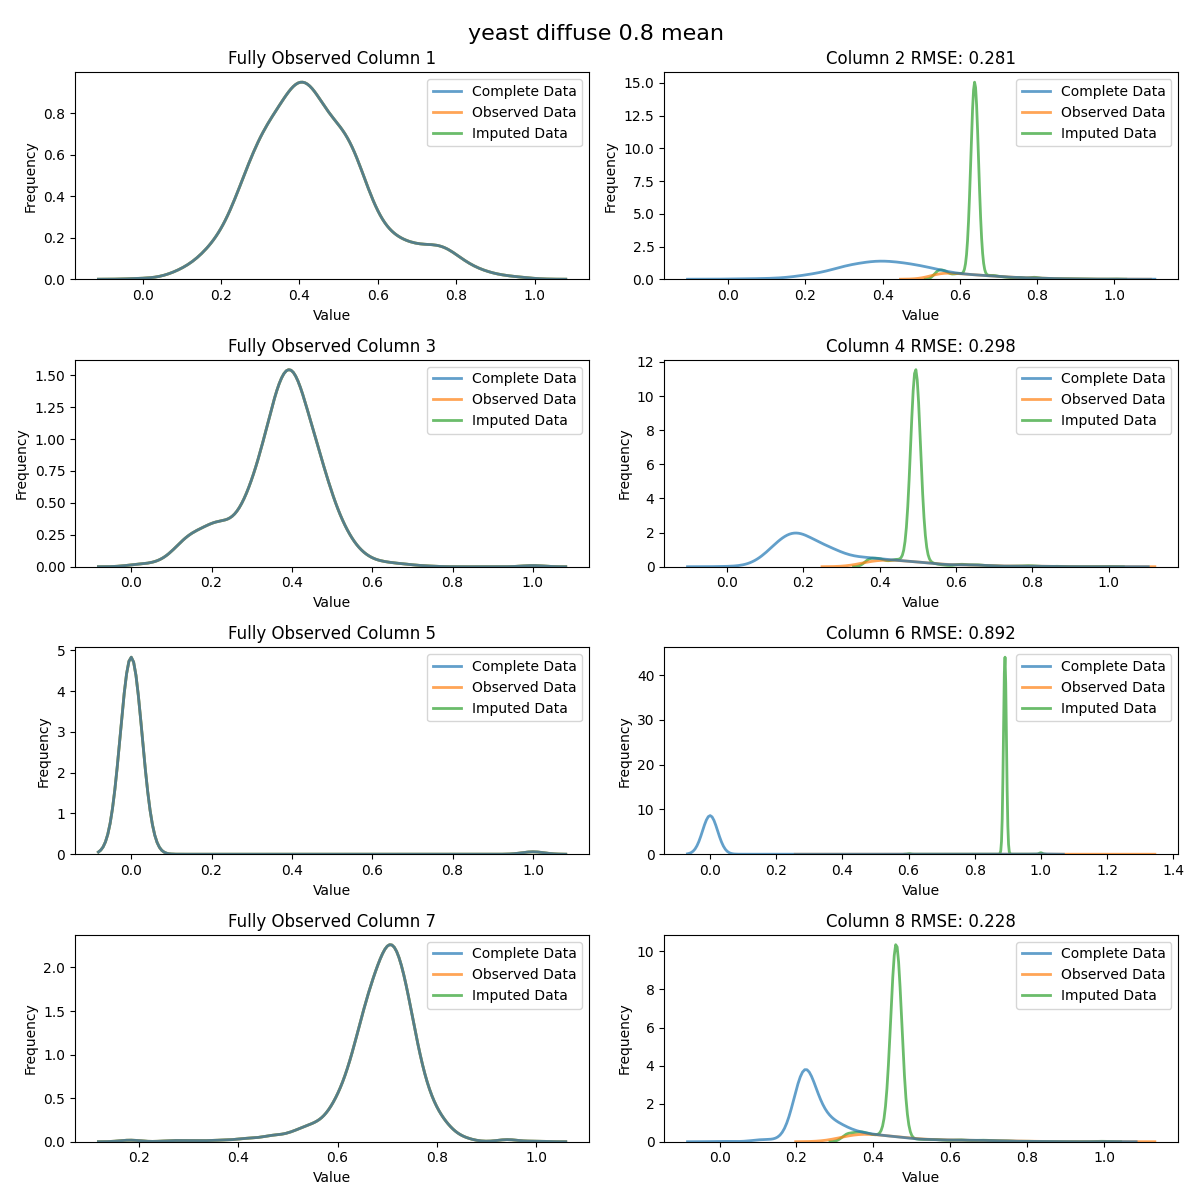 yeast diffuse 0.8 mean
Fully Observed Column 1
Frequency
0.8
0.6
0.4
0.2
0.0
Complete Data
Observed Data
Imputed Data
0.0 0.2 0.4 0.6 0.8 1.0
Value
Column 2 RMSE: 0.281
Frequency
15.0
12.5
10.0
7.5
5.0
2.5
0.0
Complete Data
Observed Data
Imputed Data
0.0 0.2 0.4 0.6 0.8 1.0
Value
Fully Observed Column 3
Frequency
1.50
1.25
1.00
0.75
0.50
0.25
0.00
Complete Data
Observed Data
Imputed Data
0.0 0.2 0.4 0.6 0.8 1.0
Value
Column 4 RMSE: 0.298
Frequency
12
10
8
6
4
2
0
Complete Data
Observed Data
Imputed Data
0.0 0.2 0.4 0.6 0.8 1.0
Value
Fully Observed Column 5
Frequency
5
4
3
2
1
0
Complete Data
Observed Data
Imputed Data
0.0 0.2 0.4 0.6 0.8 1.0
Value
Column 6 RMSE: 0.892
Frequency
40
30
20
10
0
Complete Data
Observed Data
Imputed Data
0.0 0.2 0.4 0.6 0.8 1.0 1.2 1.4
Value
Fully Observed Column 7
Frequency
2.0
1.5
1.0
0.5
0.0
Complete Data
Observed Data
Imputed Data
0.2 0.4 0.6 0.8 1.0
Value
Column 8 RMSE: 0.228
Frequency
10
8
6
4
2
0
Complete Data
Observed Data
Imputed Data
0.0 0.2 0.4 0.6 0.8 1.0
Value